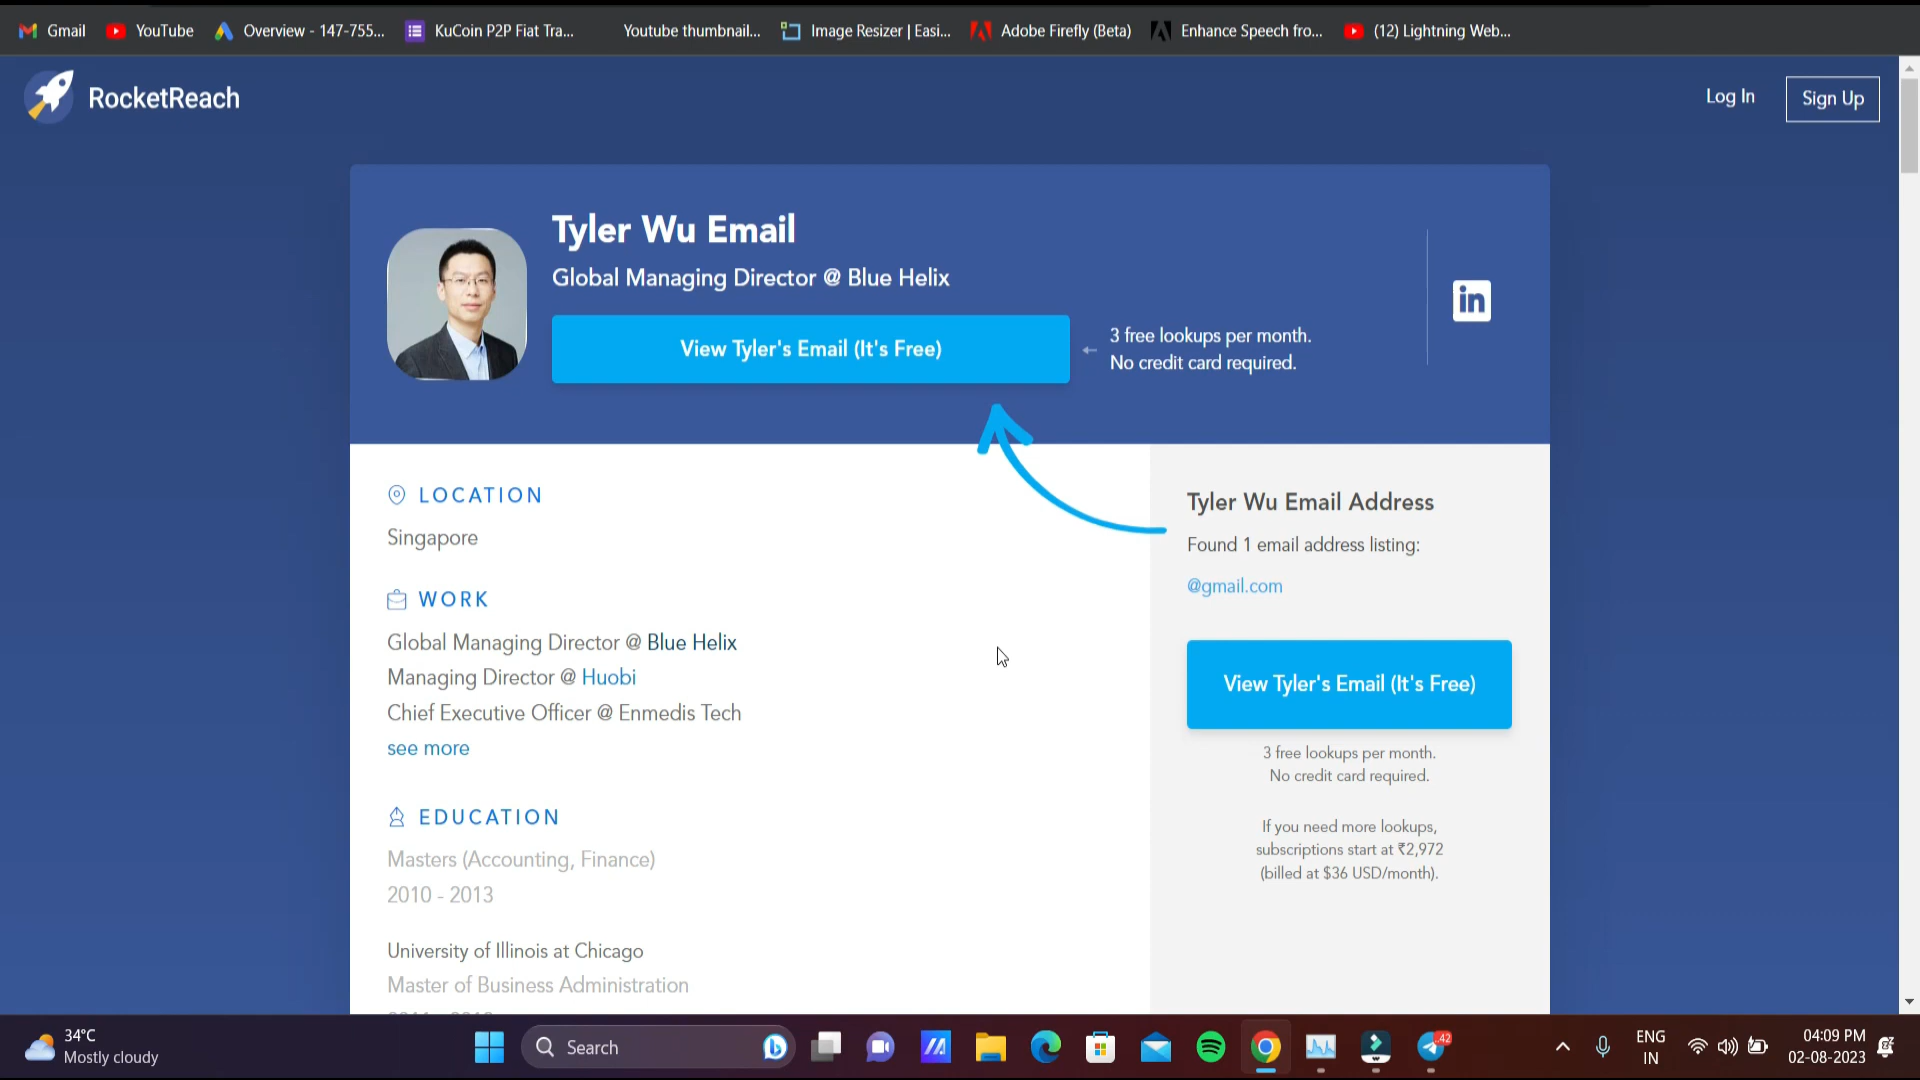 Gmail
YouTube
Overview - 147-755...
KuCoin P2P Fiat Tra...
Youtube thumbnail...
Image Resizer | Easi...
Adobe Firefly (Beta)
Enhance Speech fro...
(12) Lightning Web...
RocketReach
Log In
Sign Up
Tyler Wu Email
Global Managing Director @ Blue Helix
View Tyler's Email (It's Free)
3 free lookups per month.
No credit card required.
in
LOCATION
Singapore
WORK
Global Managing Director @ Blue Helix
Managing Director @ Huobi
Chief Executive Officer @ Enmedis Tech
see more
EDUCATION
Masters (Accounting, Finance)
2010 - 2013
University of Illinois at Chicago
Master of Business Administration
Tyler Wu Email Address
Found 1 email address listing:
@gmail.com
View Tyler's Email (It's Free)
3 free lookups per month.
No credit card required.
If you need more lookups,
subscriptions start at ₹2,972
(billed at $36 USD/month).
34°C
Mostly cloudy
Search
42
ENG
IN
04:09 PM
02-08-2023